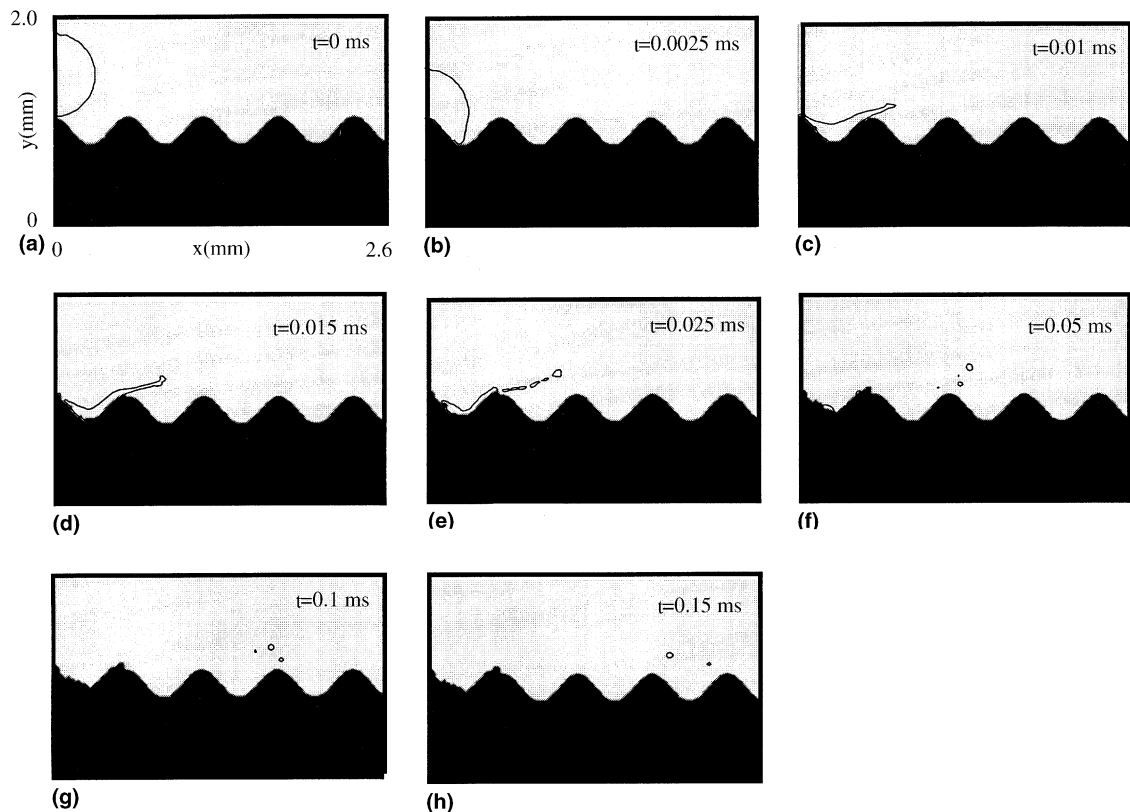 2.0
t=0 ms
y(mm)
0
(a)
0
x(mm)
2.6
t=0.0025 ms
(b)
t=0.01 ms
(c)
t=0.015 ms
(d)
t=0.025 ms
(e)
t=0.05 ms
(f)
t=0.1 ms
(g)
t=0.15 ms
(h)